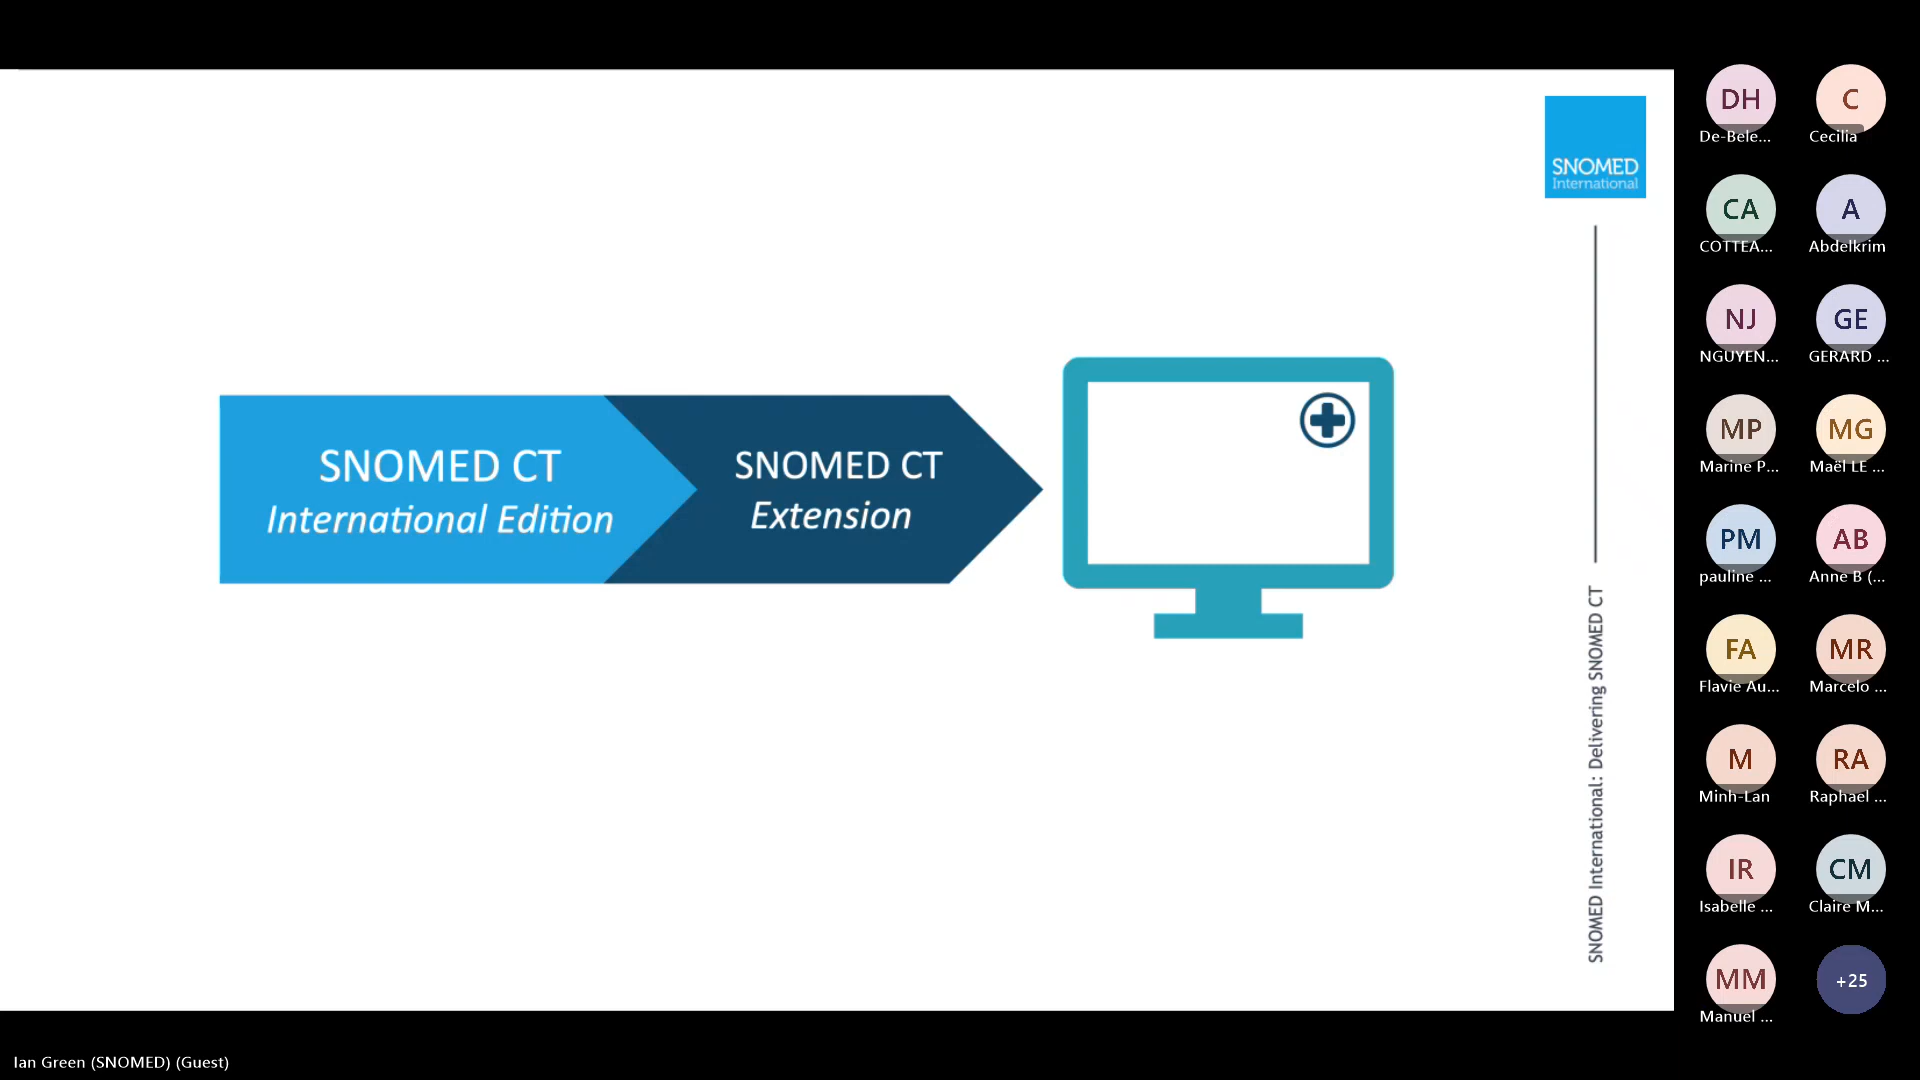 SNOMED CT
International Edition
SNOMED CT
Extension
SNOMED
International
SNOMED International: Delivering SNOMED CT
DH
De-Bele...
C
Cecilia
CA
COTTEA...
A
Abdelkrim
NJ
NGUYEN...
GE
GERARD ...
MP
Marine P...
MG
Maël LE ...
PM
pauline ...
AB
Anne B (...
FA
Flavie Au...
MR
Marcelo ...
M
Minh-Lan
RA
Raphael ...
IR
Isabelle ...
CM
Claire M...
MM
Manuel ...
+25
Ian Green (SNOMED) (Guest)